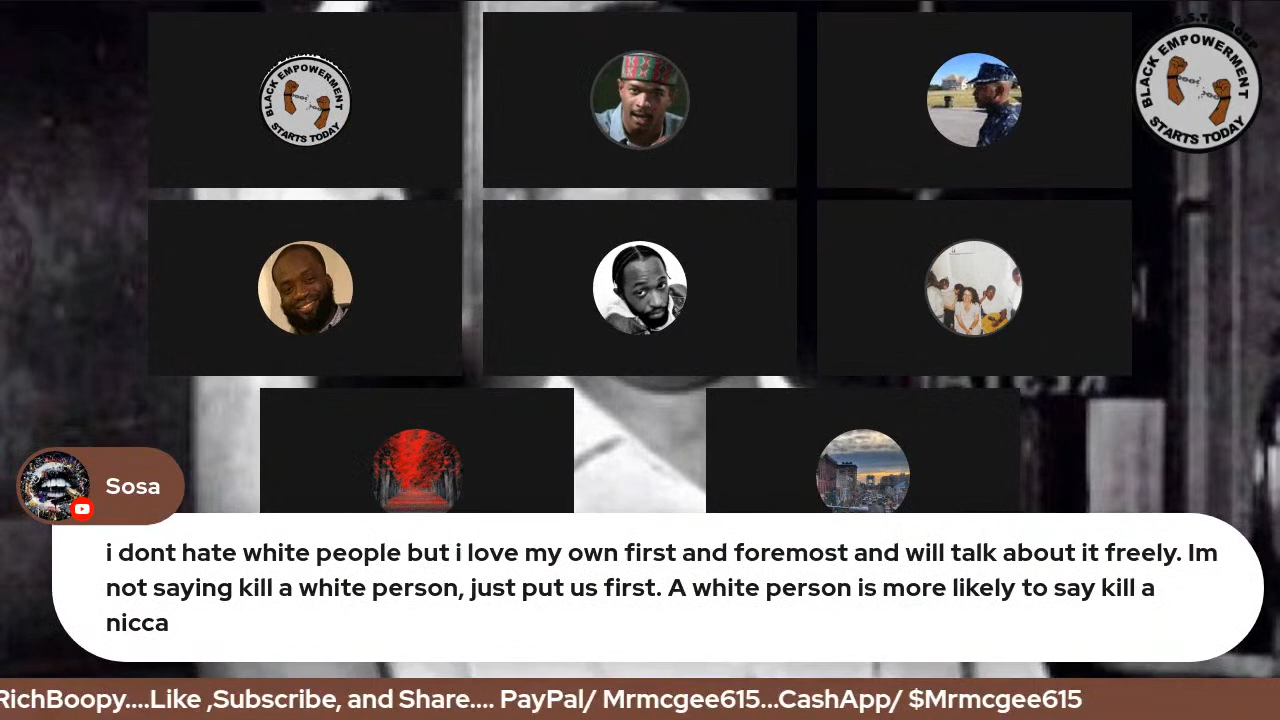 BLACK EMPOWERMENT
STARTS TODAY
BLACK EMPOWERMENT
STARTS TODAY
Sosa
i dont hate white people but i love my own first and foremost and will talk about it freely. Im
not saying kill a white person, just put us first. A white person is more likely to say kill a
nicca
RichBoopy....Like ,Subscribe, and Share.... PayPal/ Mrmcgee615...CashApp/ $Mrmcgee615